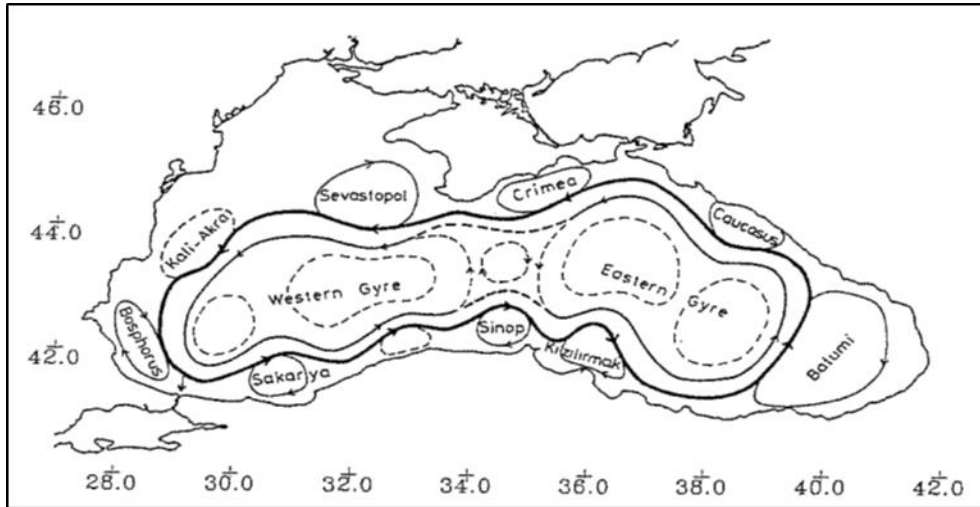 46.0
44.0
42.0
Sevastopol
Crimea
Caucasus
Kali-Akra
Western Gyre
Eastern Gyre
Bosphorus
Sakarya
Sinop
Kızılırmak
Batumi
28.0 30.0 32.0 34.0 36.0 38.0 40.0 42.0